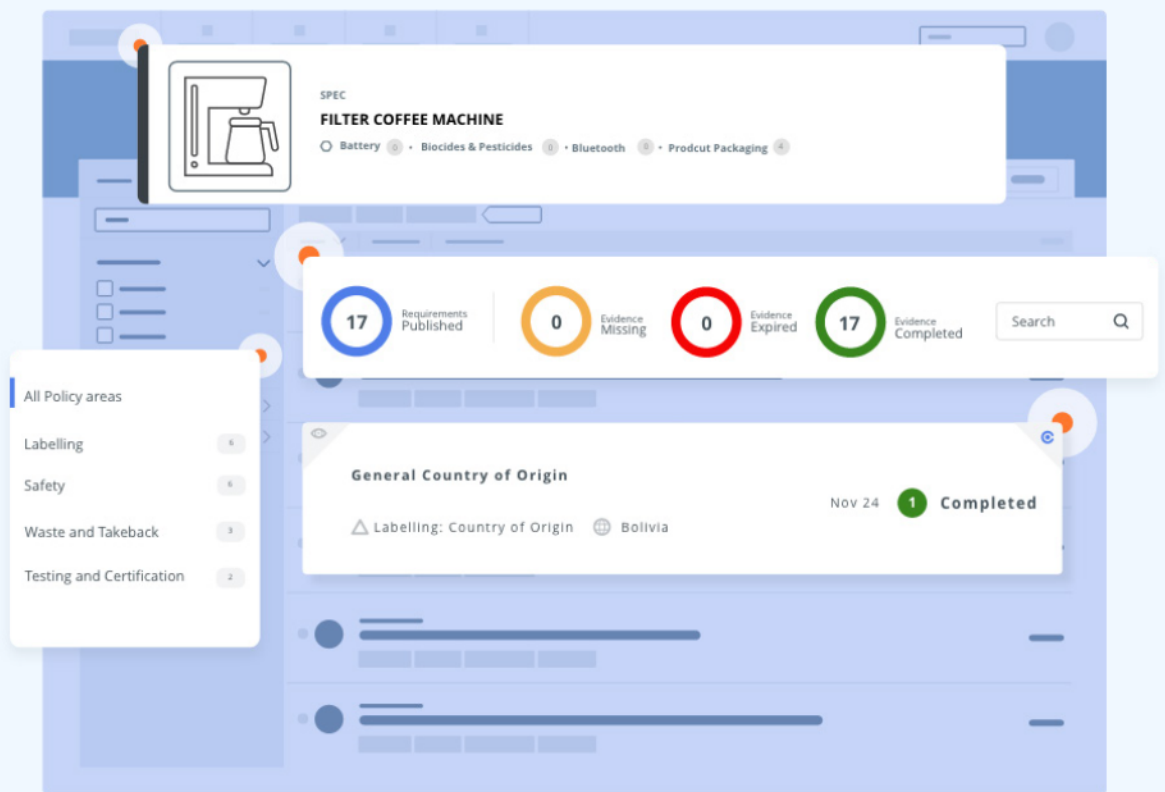 SPEC
FILTER COFFEE MACHINE
Battery 0 • Biocides & Pesticides 0 • Bluetooth 0 • Prodcut Packaging 4
17 Requirements Published
0 Evidence Missing
0 Evidence Expired
17 Evidence Completed
Search
All Policy areas
Labelling 6
Safety 6
Waste and Takeback 3
Testing and Certification 2
General Country of Origin
Nov 24 1 Completed
Labelling: Country of Origin Bolivia